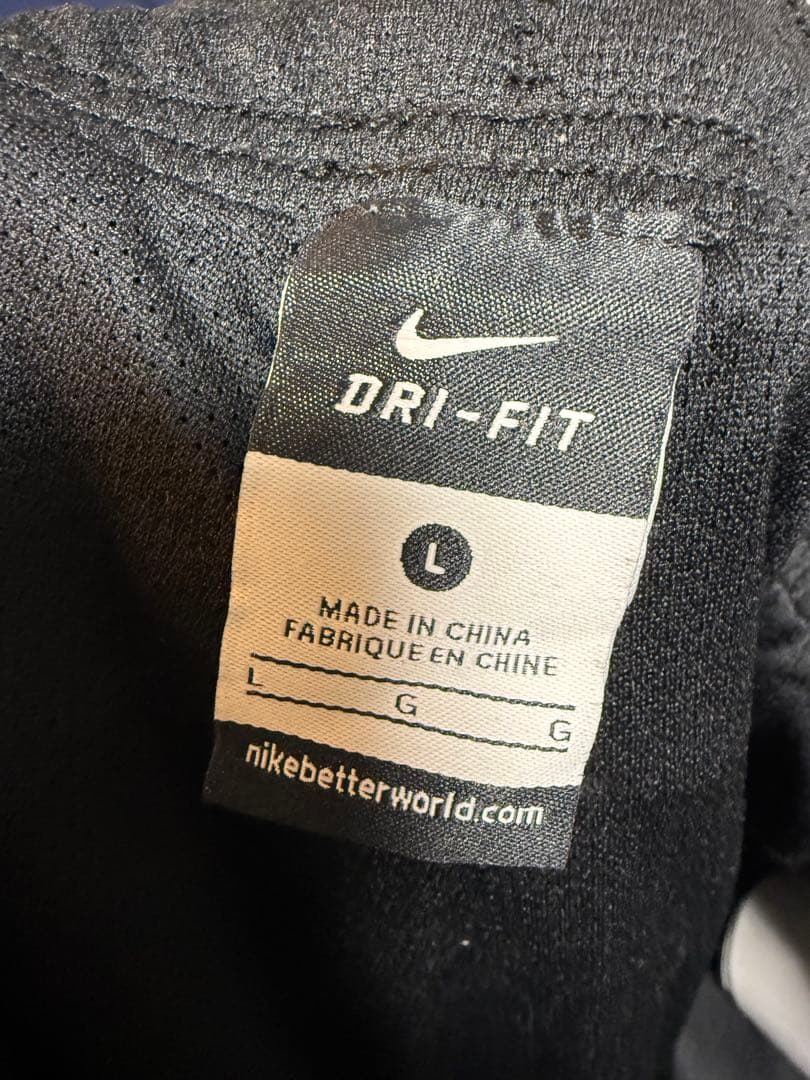 DRI-FIT
L
MADE IN CHINA
FABRIQUE EN CHINE
L G G
nikebetterworld.com